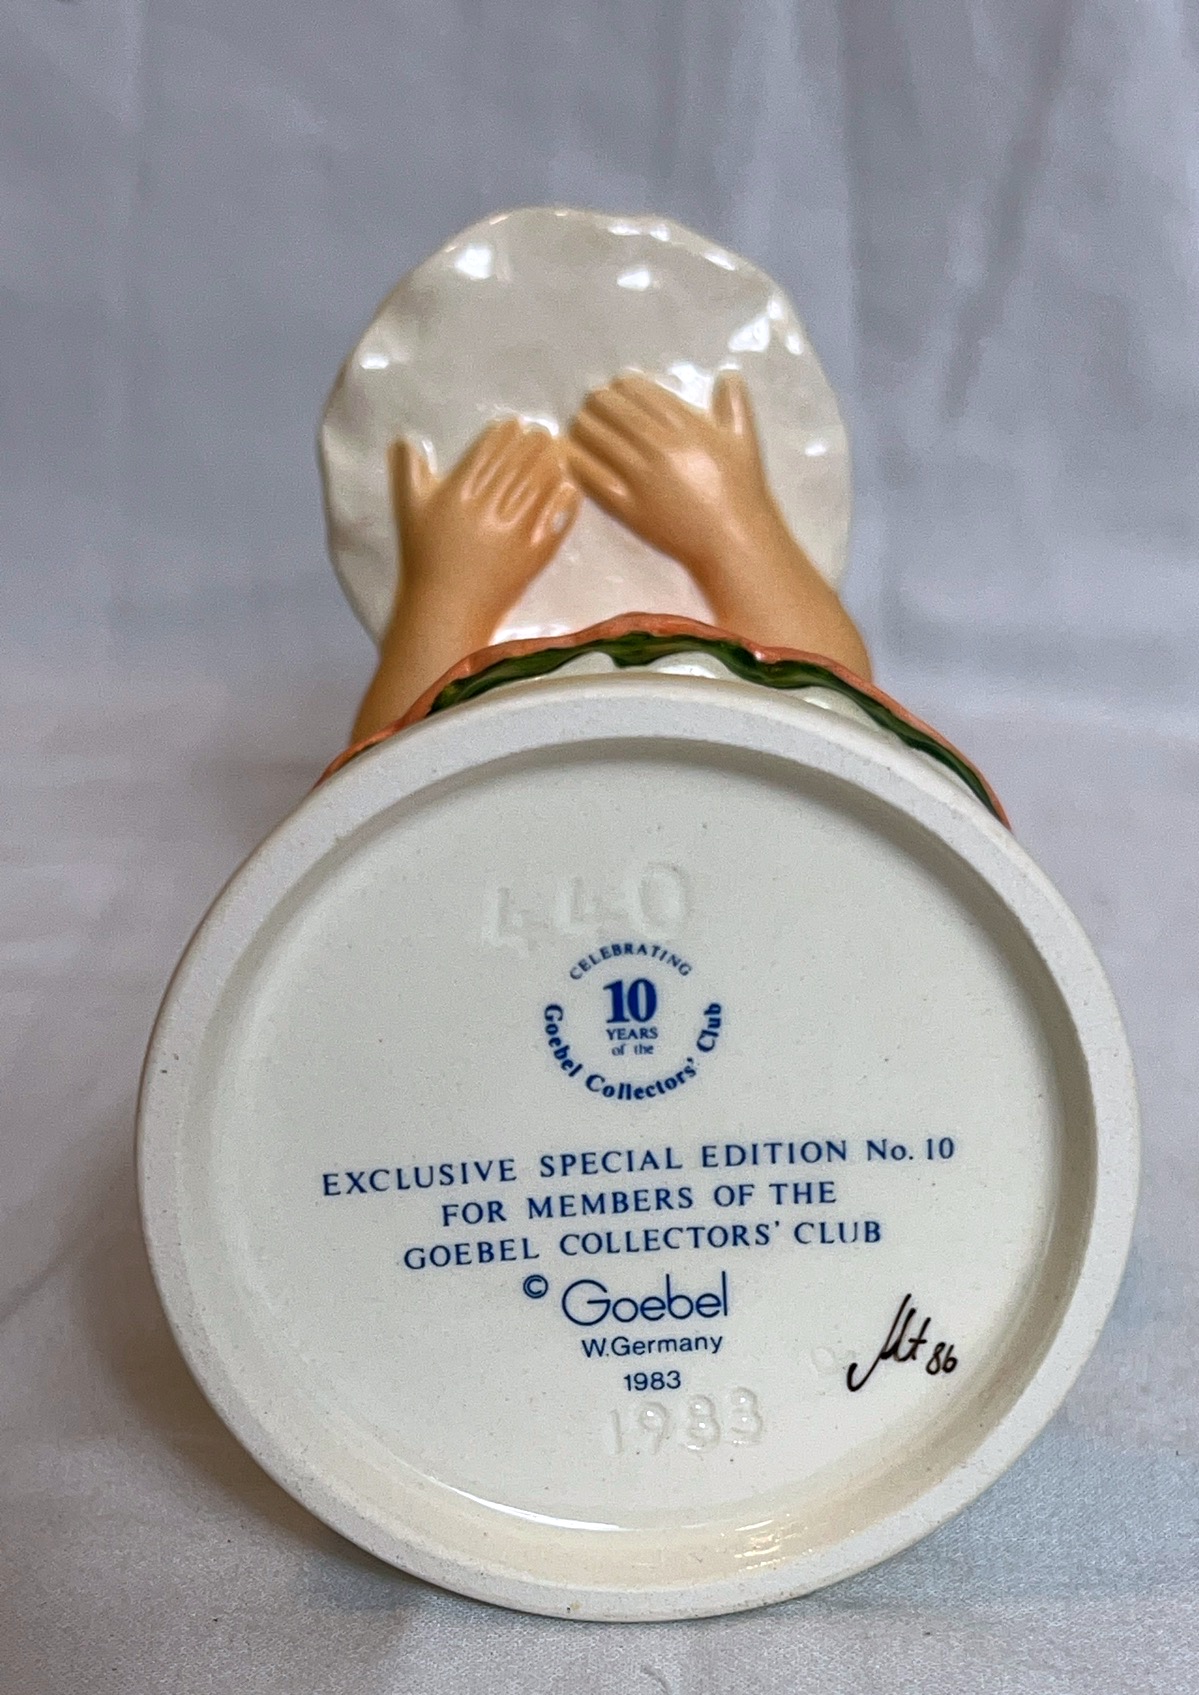 440
CELEBRATING
10
YEARS
of the
Goebel Collectors' Club
EXCLUSIVE SPECIAL EDITION No. 10
FOR MEMBERS OF THE
GOEBEL COLLECTORS' CLUB
© Goebel
W.Germany
1983
1983
86